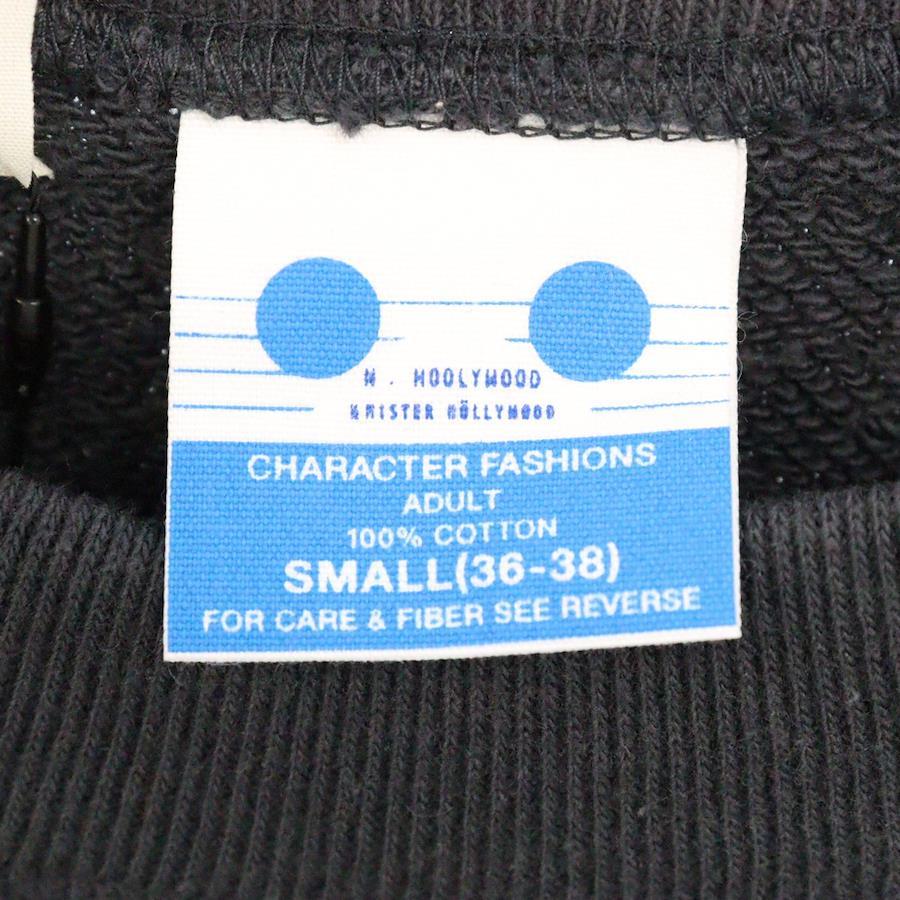 N . HOOLYWOOD
MISTER HOLLYWOOD
CHARACTER FASHIONS
ADULT
100% COTTON
SMALL(36-38)
FOR CARE & FIBER SEE REVERSE